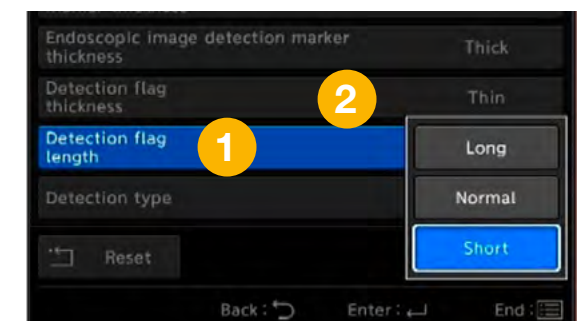 Endoscopic image detection marker
thickness
Thick
Detection flag
thickness
2
Thin
Detection flag
length
1
Long
Detection type
Normal
Reset
Short
Back :
Enter :
End :